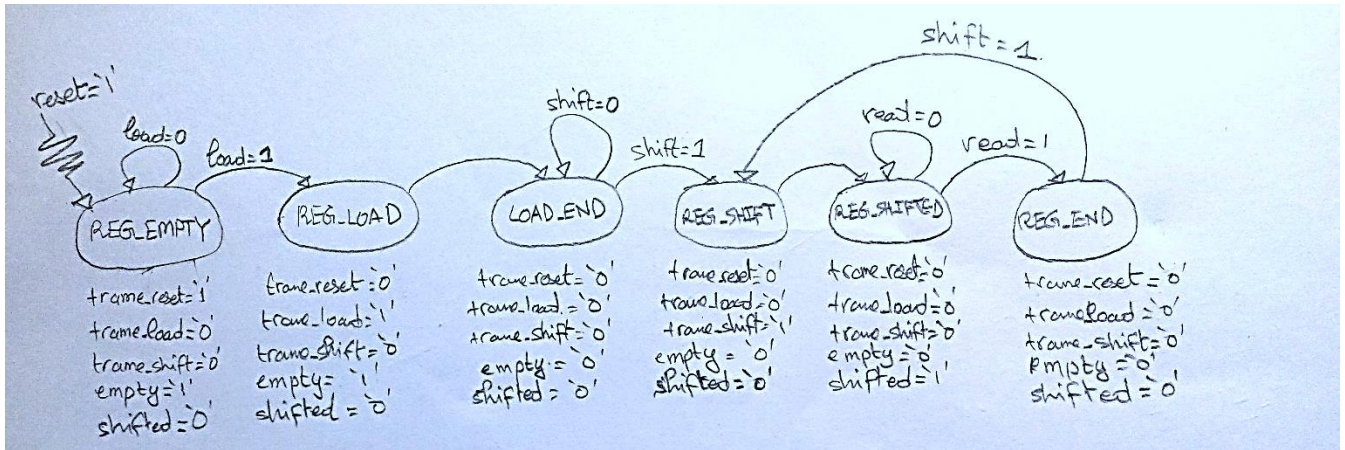 shift=1
reset='1'
load=0
load=1
shift=0
shift=1
read=0
read=1
REG_EMPTY
REG_LOAD
LOAD_END
REG_SHIFT
REG_SHIFTED
REG_END
trame_reset='1'
trame_load='0'
trame_shift='0'
empty='1'
shifted='0'
trame_reset='0'
trame_load='1'
trame_shift='0'
empty='1'
shifted='0'
trame_reset='0'
trame_load='0'
trame_shift='0'
empty='0'
shifted='0'
trame_reset='0'
trame_load='0'
trame_shift='1'
empty='0'
shifted='0'
trame_reset='0'
trame_load='0'
trame_shift='0'
empty='0'
shifted='1'
trame_reset='0'
trame_load='0'
trame_shift='0'
empty='0'
shifted='0'